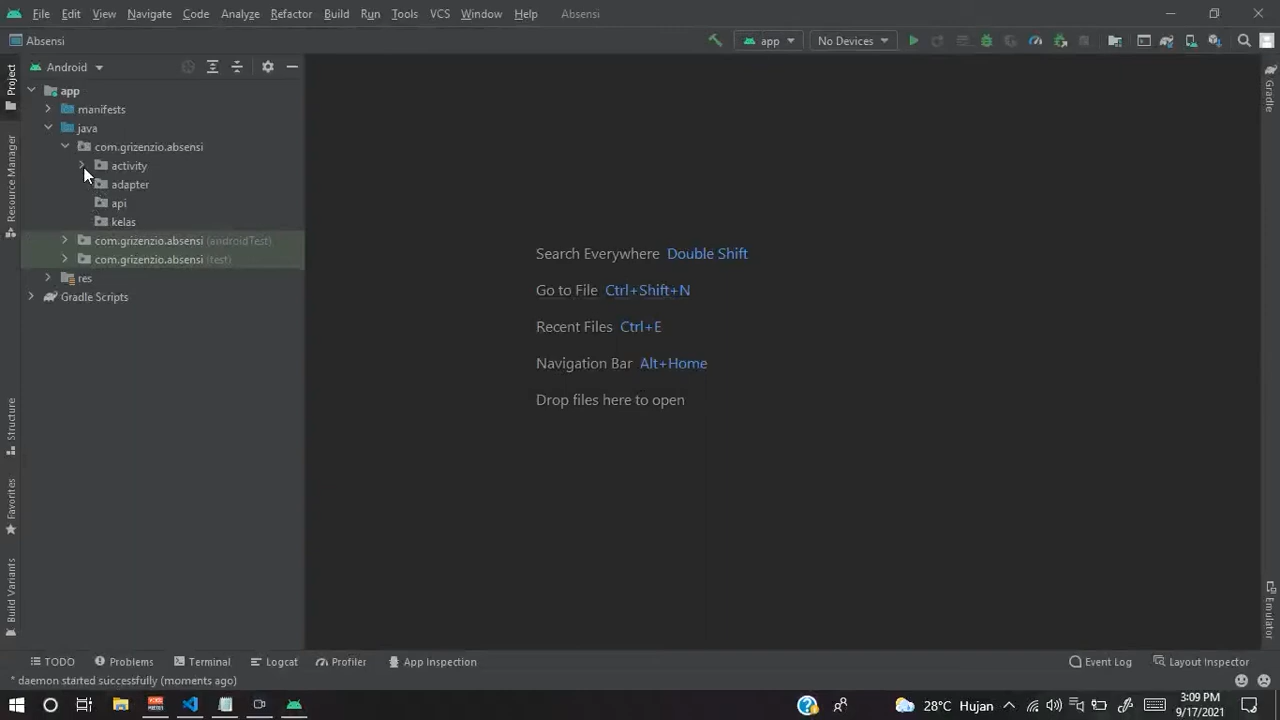 File Edit View Navigate Code Analyze Refactor Build Run Tools VCS Window Help Absensi
Absensi app No Devices
Project
Android
app
manifests
java
com.grizenzio.absensi
activity
adapter
api
kelas
com.grizenzio.absensi (androidTest)
com.grizenzio.absensi (test)
res
Gradle Scripts
Resource Manager
Structure
Favorites
Build Variants
Search Everywhere Double Shift
Go to File Ctrl+Shift+N
Recent Files Ctrl+E
Navigation Bar Alt+Home
Drop files here to open
Gradle
Emulator
TODO Problems Terminal Logcat Profiler App Inspection Event Log Layout Inspector
* daemon started successfully (moments ago)
28°C Hujan 3:09 PM
9/17/2021